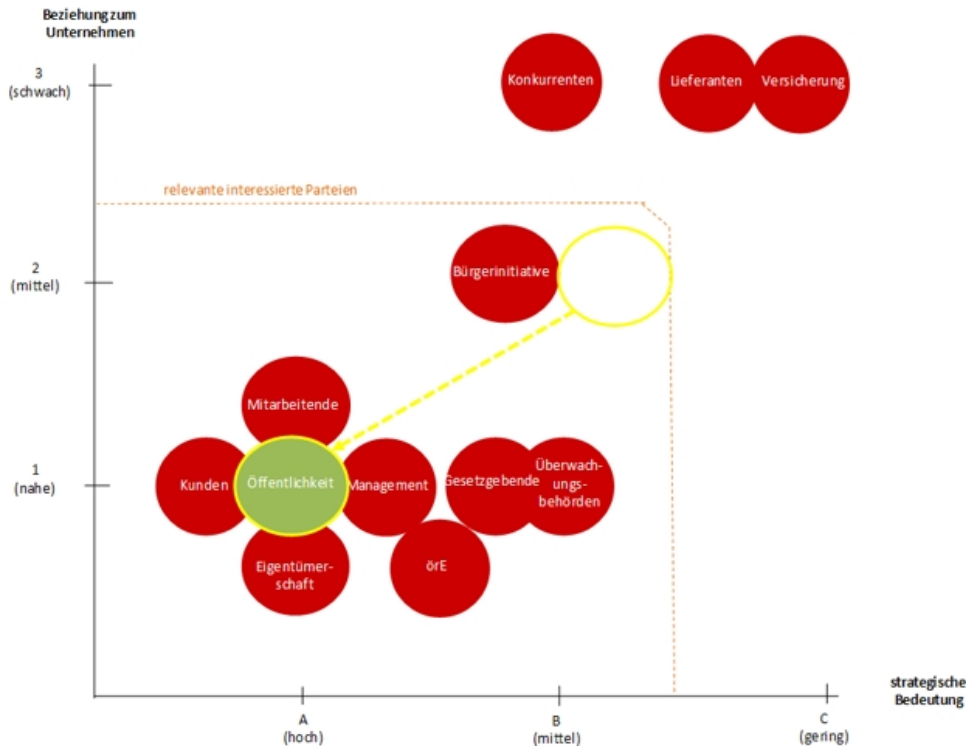 Beziehung zum
Unternehmen
3
(schwach)
Konkurrenten
Lieferanten
Versicherung
relevante interessierte Parteien
2
(mittel)
Bürgerinitiative
Mitarbeitende
1
(nahe)
Kunden
Öffentlichkeit
Management
Gesetzgebende
Überwach-
ungs-
behörden
Eigentümer-
schaft
örE
strategische
Bedeutung
A
(hoch)
B
(mittel)
C
(gering)